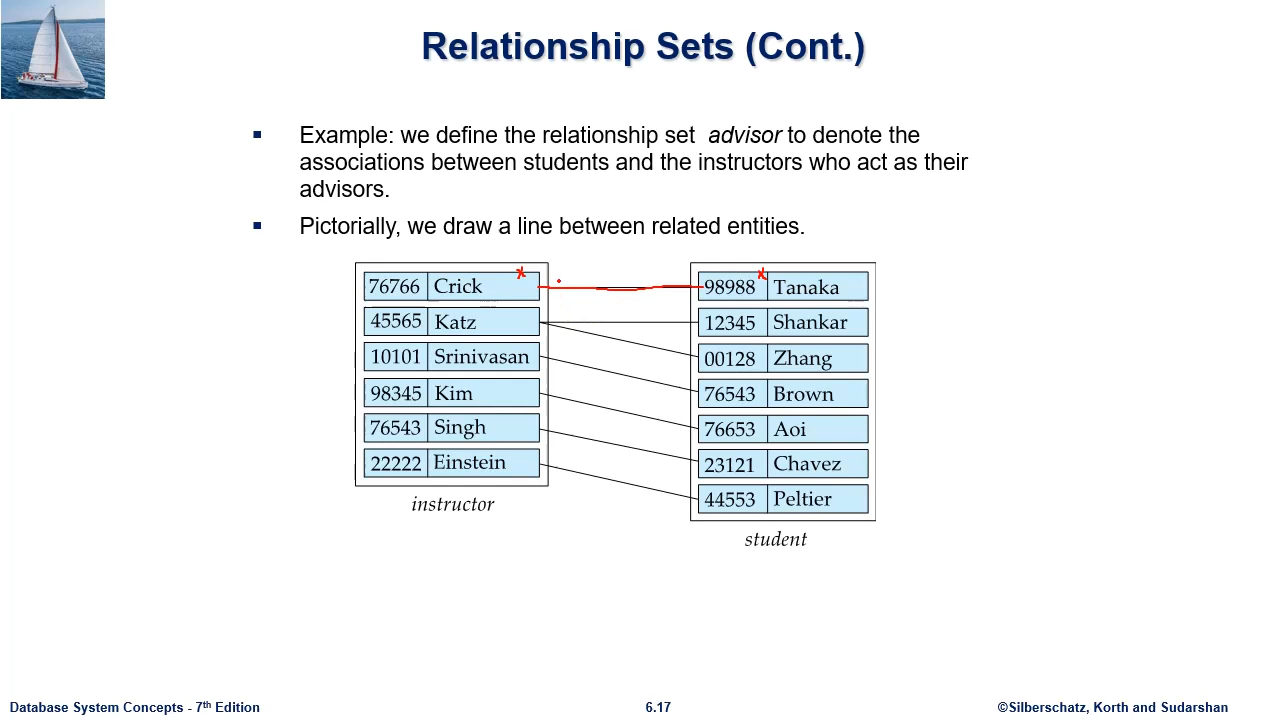 Relationship Sets (Cont.)
Example: we define the relationship set advisor to denote the
associations between students and the instructors who act as their
advisors.
Pictorially, we draw a line between related entities.
76766 Crick
45565 Katz
10101 Srinivasan
98345 Kim
76543 Singh
22222 Einstein
instructor
98988 Tanaka
12345 Shankar
00128 Zhang
76543 Brown
76653 Aoi
23121 Chavez
44553 Peltier
student
Database System Concepts - 7th Edition
6.17
©Silberschatz, Korth and Sudarshan